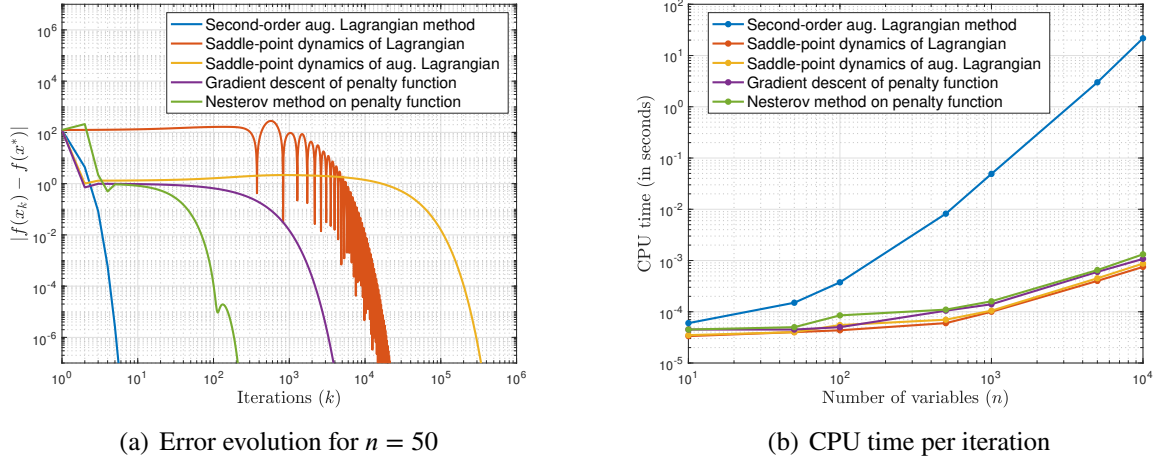 Second-order aug. Lagrangian method
Saddle-point dynamics of Lagrangian
Saddle-point dynamics of aug. Lagrangian
Gradient descent of penalty function
Nesterov method on penalty function
|f(x_k) − f(x*)|
10^6
10^4
10^2
10^0
10^-2
10^-4
10^-6
10^0 10^1 10^2 10^3 10^4 10^5 10^6
Iterations (k)
(a) Error evolution for n = 50
Second-order aug. Lagrangian method
Saddle-point dynamics of Lagrangian
Saddle-point dynamics of aug. Lagrangian
Gradient descent of penalty function
Nesterov method on penalty function
CPU time (in seconds)
10^2
10^1
10^0
10^-1
10^-2
10^-3
10^-4
10^-5
10^1 10^2 10^3 10^4
Number of variables (n)
(b) CPU time per iteration